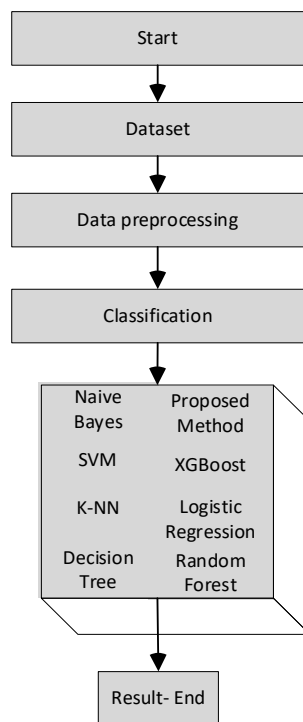 Start
Dataset
Data preprocessing
Classification
Naive
Bayes
Proposed
Method
SVM
XGBoost
K-NN
Logistic
Regression
Decision
Tree
Random
Forest
Result- End